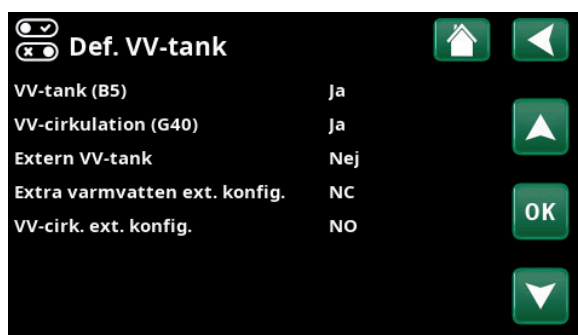 Def. VV-tank
VV-tank (B5) Ja
VV-cirkulation (G40) Ja
Extern VV-tank Nej
Extra varmvatten ext. konfig. NC
VV-cirk. ext. konfig. NO
OK